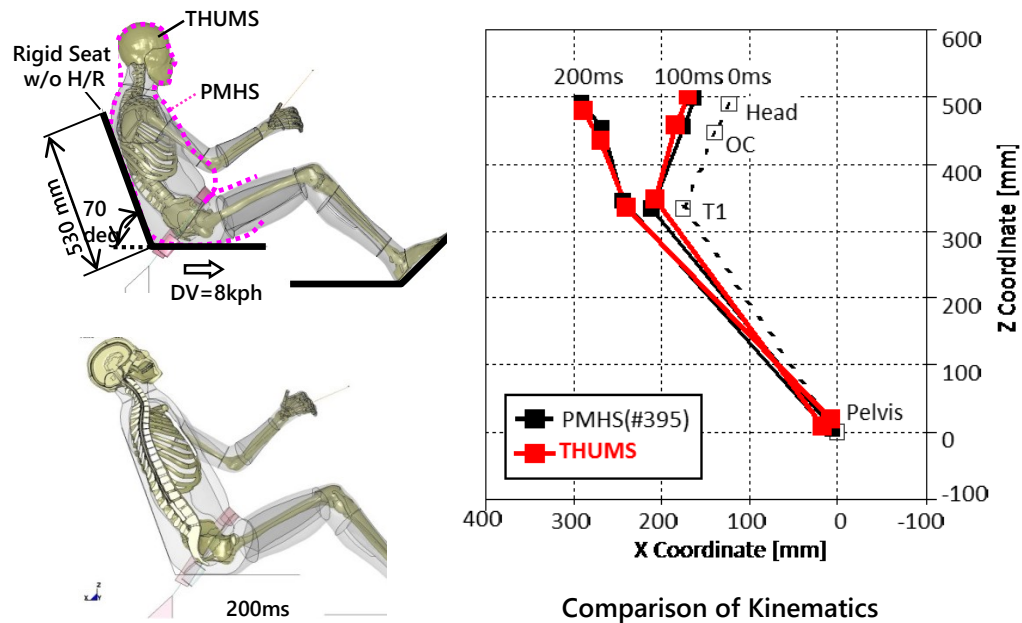 THUMS
Rigid Seat
w/o H/R
PMHS
530 mm
70
deg
DV=8kph
200ms
Z
X Y
600
500
400
300
200
100
0
-100
Z Coordinate [mm]
200ms
100ms
0ms
Head
OC
T1
Pelvis
PMHS(#395)
THUMS
400
300
200
100
0
-100
X Coordinate [mm]
Comparison of Kinematics